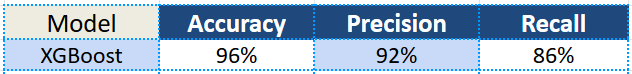 Model Accuracy Precision Recall
XGBoost 96% 92% 86%